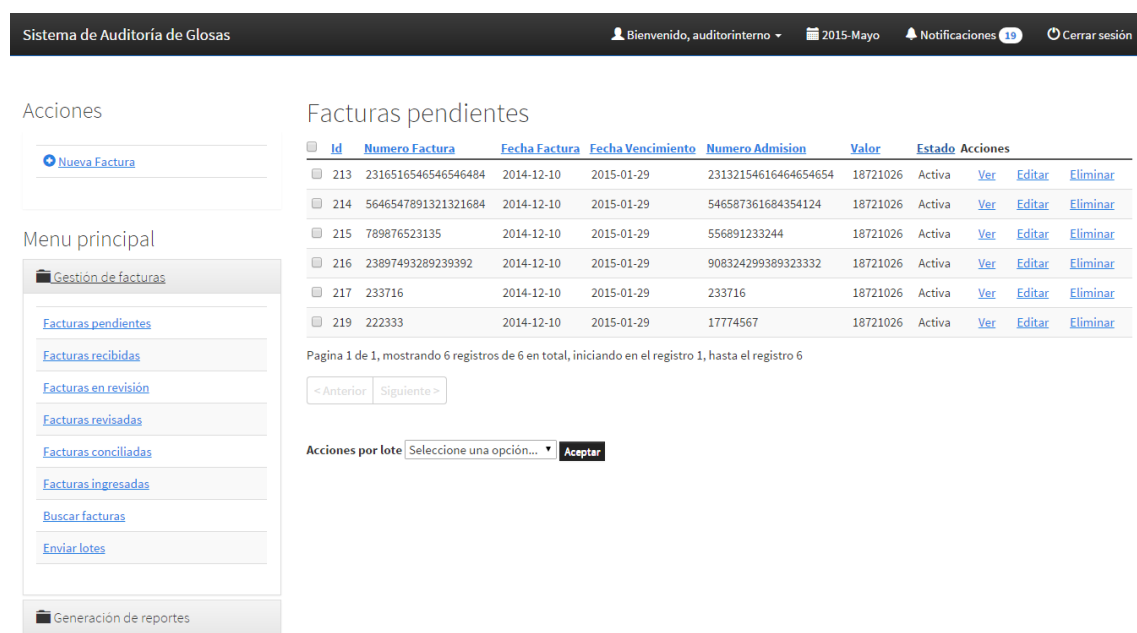 Sistema de Auditoría de Glosas Bienvenido, auditorinterno 2015-Mayo Notificaciones 19 Cerrar sesión
Acciones
Nueva Factura
Menu principal
Gestión de facturas
Facturas pendientes
Facturas recibidas
Facturas en revisión
Facturas revisadas
Facturas conciliadas
Facturas ingresadas
Buscar facturas
Enviar lotes
Generación de reportes
Facturas pendientes
Id Numero Factura Fecha Factura Fecha Vencimiento Numero Admision Valor Estado Acciones
213 2316516546546546484 2014-12-10 2015-01-29 23132154616464654654 18721026 Activa Ver Editar Eliminar
214 5646547891321321684 2014-12-10 2015-01-29 546587361684354124 18721026 Activa Ver Editar Eliminar
215 789876523135 2014-12-10 2015-01-29 556891233244 18721026 Activa Ver Editar Eliminar
216 23897493289239392 2014-12-10 2015-01-29 908324299389323332 18721026 Activa Ver Editar Eliminar
217 233716 2014-12-10 2015-01-29 233716 18721026 Activa Ver Editar Eliminar
219 222333 2014-12-10 2015-01-29 17774567 18721026 Activa Ver Editar Eliminar
Pagina 1 de 1, mostrando 6 registros de 6 en total, iniciando en el registro 1, hasta el registro 6
< Anterior Siguiente >
Acciones por lote Seleccione una opción... Aceptar